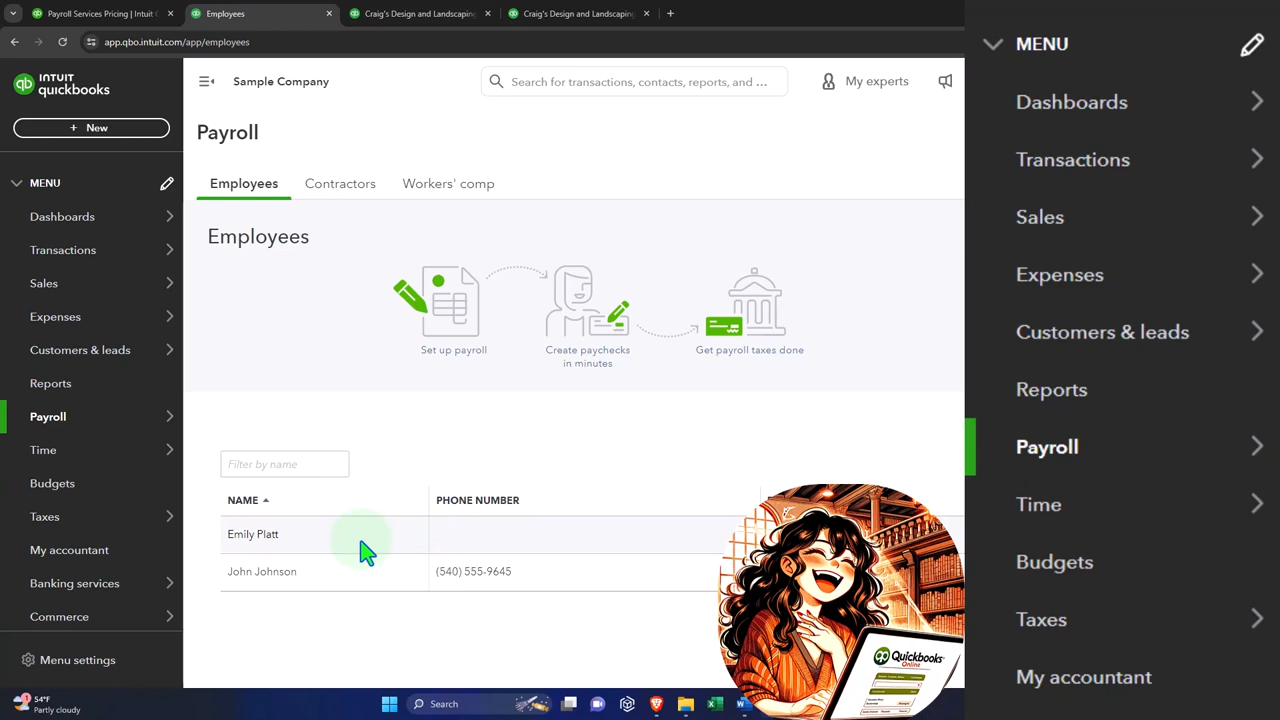 Payroll Services Pricing | Intuit
Employees
Craig's Design and Landscaping
Craig's Design and Landscaping
app.qbo.intuit.com/app/employees
INTUIT
quickbooks
+ New
MENU
Dashboards
Transactions
Sales
Expenses
Customers & leads
Reports
Payroll
Time
Budgets
Taxes
My accountant
Banking services
Commerce
Menu settings
Sample Company
Search for transactions, contacts, reports, and ...
My experts
Payroll
Employees
Contractors
Workers' comp
Employees
Set up payroll
Create paychecks
in minutes
Get payroll taxes done
Filter by name
NAME
PHONE NUMBER
Emily Platt
John Johnson
(540) 555-9645
Quickbooks
Online
MENU
Dashboards
Transactions
Sales
Expenses
Customers & leads
Reports
Payroll
Time
Budgets
Taxes
My accountant
1
54°F
Partly cloudy
Search